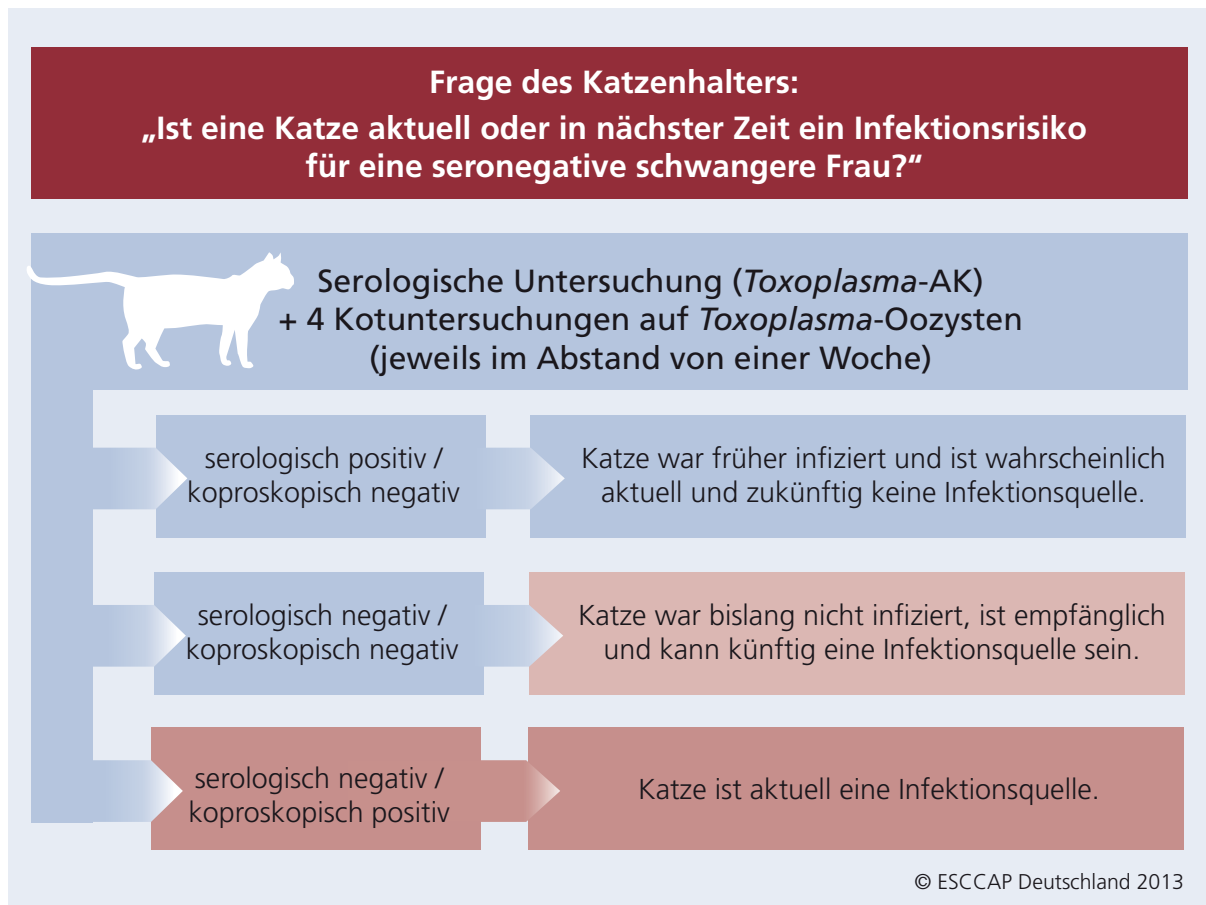 Frage des Katzenhalters:
„Ist eine Katze aktuell oder in nächster Zeit ein Infektionsrisiko
für eine seronegative schwangere Frau?“
Serologische Untersuchung (Toxoplasma-AK)
+ 4 Kotuntersuchungen auf Toxoplasma-Oozysten
(jeweils im Abstand von einer Woche)
serologisch positiv /
koproskopisch negativ
Katze war früher infiziert und ist wahrscheinlich
aktuell und zukünftig keine Infektionsquelle.
serologisch negativ /
koproskopisch negativ
Katze war bislang nicht infiziert, ist empfänglich
und kann künftig eine Infektionsquelle sein.
serologisch negativ /
koproskopisch positiv
Katze ist aktuell eine Infektionsquelle.
© ESCCAP Deutschland 2013